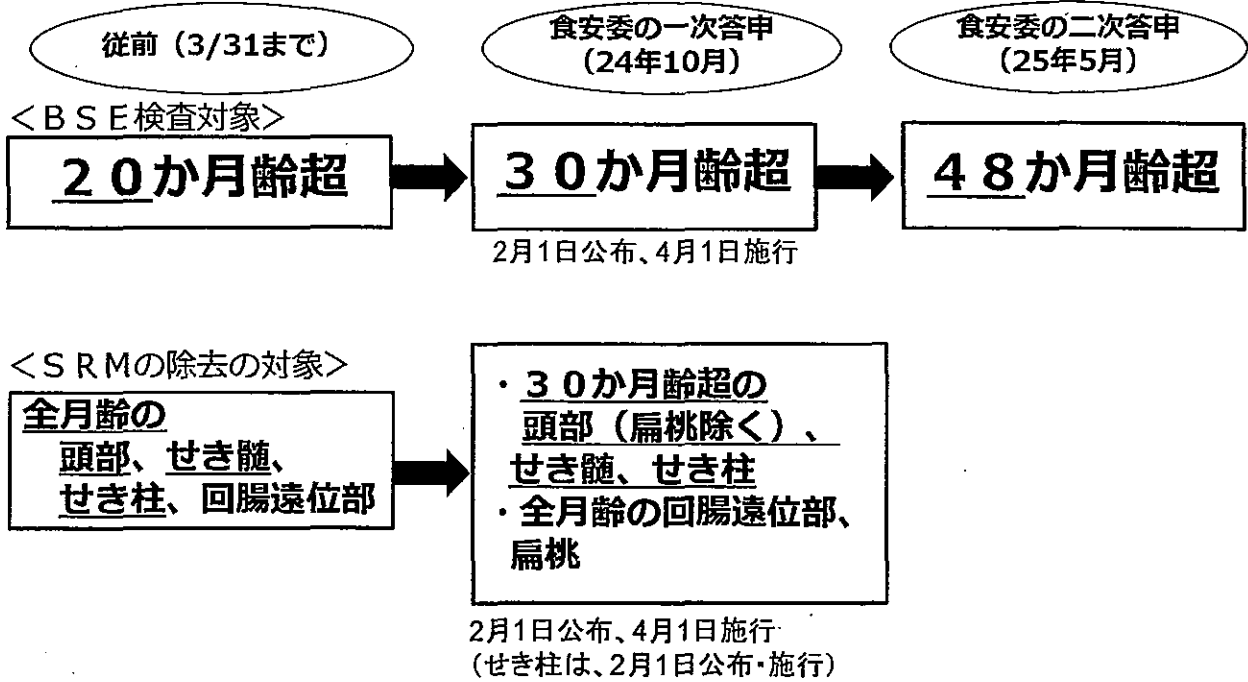 従前（3/31まで）
食安委の一次答申
（24年10月）
食安委の二次答申
（25年5月）
＜ＢＳＥ検査対象＞
２０か月齢超
３０か月齢超
４８か月齢超
2月1日公布、4月1日施行
＜ＳＲＭの除去の対象＞
全月齢の
頭部、せき髄、
せき柱、回腸遠位部
・３０か月齢超の
頭部（扁桃除く）、
せき髄、せき柱
・全月齢の回腸遠位部、
扁桃
2月1日公布、4月1日施行
（せき柱は、2月1日公布・施行）